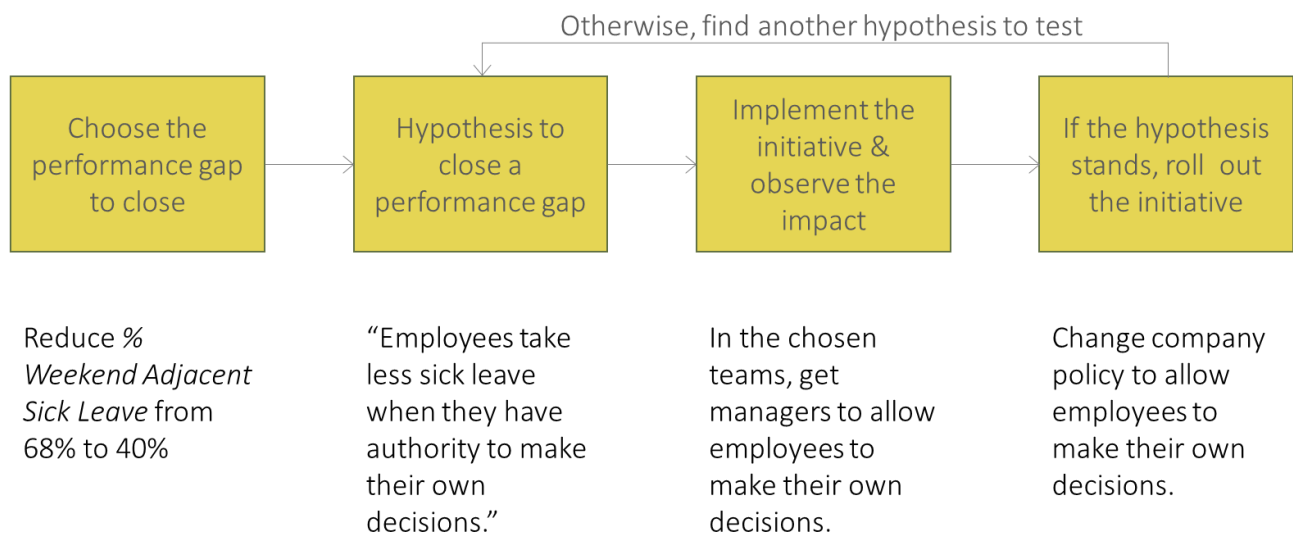 Otherwise, find another hypothesis to test
Choose the
performance gap
to close
Hypothesis to
close a
performance gap
Implement the
initiative &
observe the
impact
If the hypothesis
stands, roll out
the initiative
Reduce %
Weekend Adjacent
Sick Leave from
68% to 40%
“Employees take
less sick leave
when they have
authority to make
their own
decisions.”
In the chosen
teams, get
managers to allow
employees to
make their own
decisions.
Change company
policy to allow
employees to
make their own
decisions.